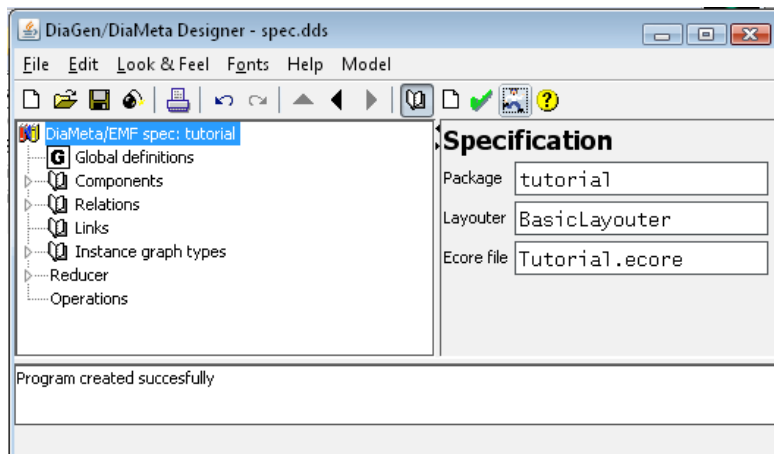 DiaGen/DiaMeta Designer - spec.dds
File Edit Look & Feel Fonts Help Model
DiaMeta/EMF spec: tutorial
G Global definitions
Components
Relations
Links
Instance graph types
Reducer
Operations
Specification
Package tutorial
Layouter BasicLayouter
Ecore file Tutorial.ecore
Program created succesfully